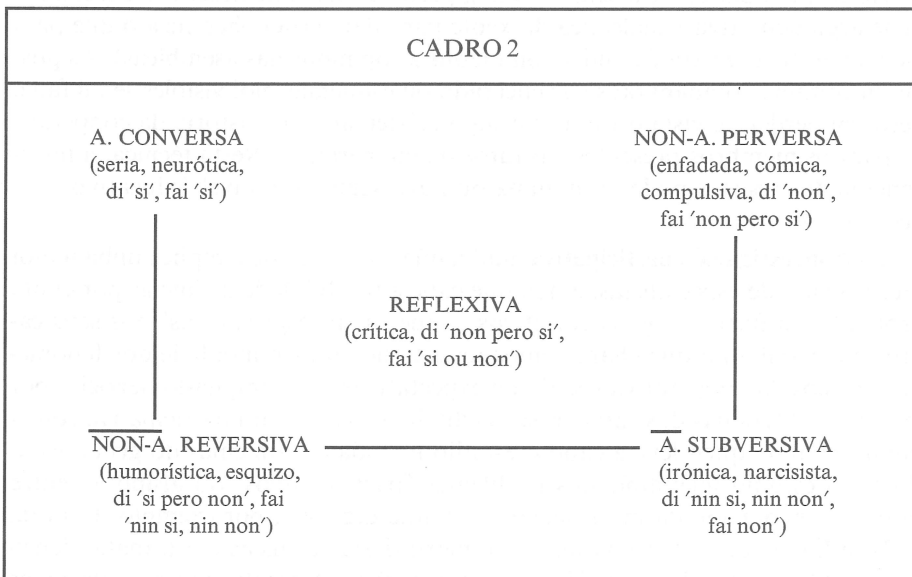 CADRO 2
A. CONVERSA
(seria, neurótica,
di 'si', fai 'si')
NON-A. PERVERSA
(enfadada, cómica,
compulsiva, di 'non',
fai 'non pero si')
REFLEXIVA
(crítica, di 'non pero si',
fai 'si ou non')
NON-A. REVERSIVA
(humorística, esquizo,
di 'si pero non', fai
'nin si, nin non')
A. SUBVERSIVA
(irónica, narcisista,
di 'nin si, nin non',
fai non')